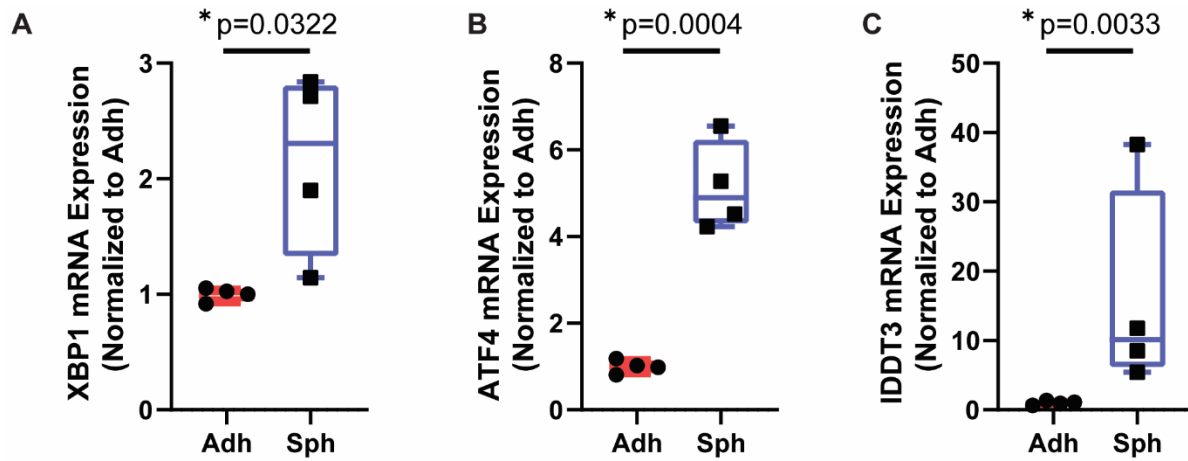 A
* p=0.0322
XBP1 mRNA Expression
(Normalized to Adh)
3
2
1
0
Adh Sph
B
* p=0.0004
ATF4 mRNA Expression
(Normalized to Adh)
8
6
4
2
0
Adh Sph
C
* p=0.0033
IDDT3 mRNA Expression
(Normalized to Adh)
50
40
30
20
10
0
Adh Sph